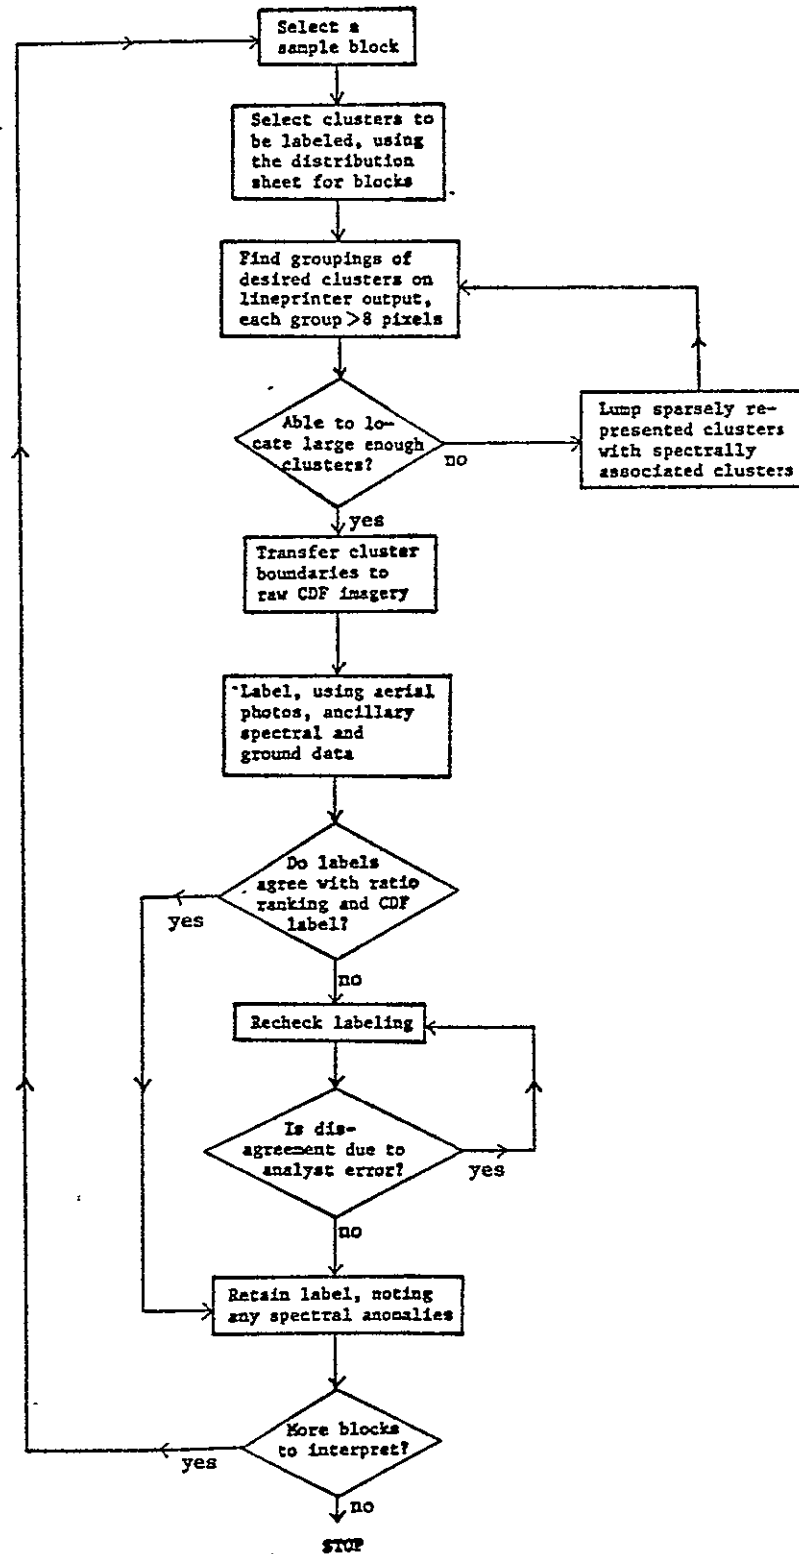 Select a
sample block
Select clusters to
be labeled, using
the distribution
sheet for blocks
Find groupings of
desired clusters on
lineprinter output,
each group >8 pixels
Able to lo-
cate large enough
clusters?
no
Lump sparsely re-
presented clusters
with spectrally
associated clusters
yes
Transfer cluster
boundaries to
raw CDF imagery
Label, using aerial
photos, ancillary
spectral and
ground data
Do labels
agree with ratio
ranking and CDF
label?
yes
no
Recheck labeling
Is dis-
agreement due to
analyst error?
yes
no
Retain label, noting
any spectral anomalies
More blocks
to interpret?
yes
no
STOP